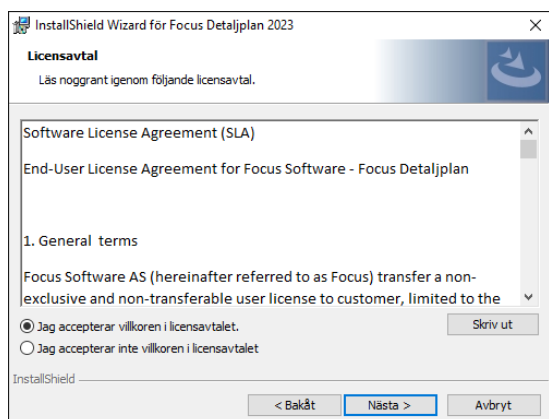 InstallShield Wizard för Focus Detaljplan 2023
Licensavtal
Läs noggrant igenom följande licensavtal.
Software License Agreement (SLA)
End-User License Agreement for Focus Software - Focus Detaljplan
1. General terms
Focus Software AS (hereinafter referred to as Focus) transfer a non-
exclusive and non-transferable user license to customer, limited to the
Jag accepterar villkoren i licensavtalet.
Skriv ut
Jag accepterar inte villkoren i licensavtalet
InstallShield
< Bakåt
Nästa >
Avbryt